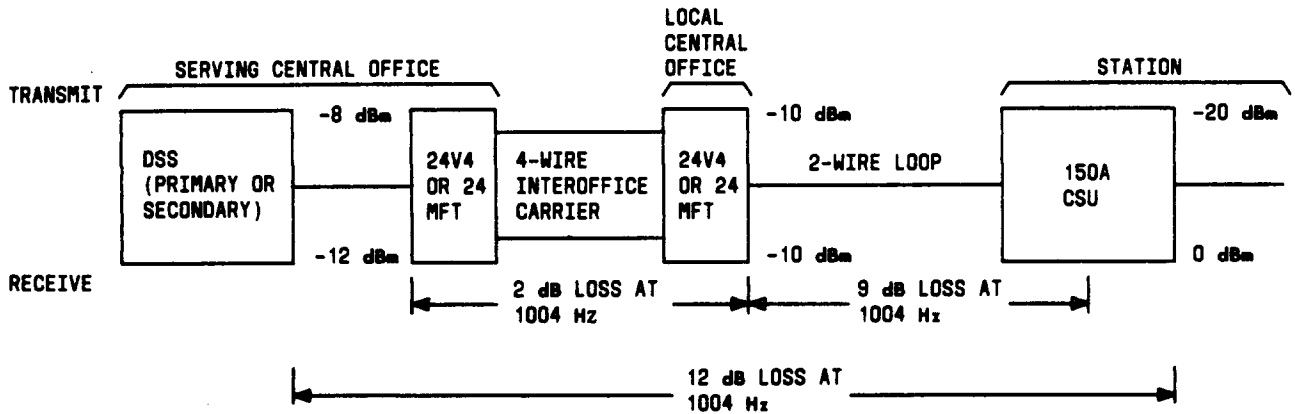 LOCAL
CENTRAL
OFFICE
SERVING CENTRAL OFFICE
STATION
TRANSMIT
-8 dBm
-10 dBm
-20 dBm
DSS
(PRIMARY OR
SECONDARY)
24V4
OR 24
MFT
4-WIRE
INTEROFFICE
CARRIER
24V4
OR 24
MFT
2-WIRE LOOP
150A
CSU
-12 dBm
-10 dBm
0 dBm
RECEIVE
2 dB LOSS AT
1004 Hz
9 dB LOSS AT
1004 Hz
12 dB LOSS AT
1004 Hz